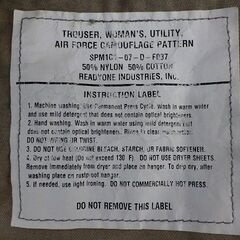 TROUSER, WOMAN'S, UTILITY,
AIR FORCE CAMOUFLAGE PATTERN
SPM1C1-07-D-F037
50% NYLON 50% COTTON
READYONE INDUSTRIES, INC.
INSTRUCTION LABEL
1. Machine washing. Use Permanent Press Cycle. Wash in warm water
and use mild detergent that does not contain optical brighteners.
2. Hand washing. Wash in warm water using mild detergent that
does not contain optical brighteners. Rinse in clean warm water.
DO NOT WRING OR TWIST.
3. DO NOT USE CHLORINE BLEACH, STARCH, OR FABRIC SOFTENER.
4. Dry at low heat (Do not exceed 130 F). DO NOT USE DRYER SHEETS.
Remove immediately from dryer and place on hanger. To drip dry, after
washing place on rust-proof hanger.
5. If needed, use light ironing. DO NOT COMMERCIALLY HOT PRESS.
DO NOT REMOVE THIS LABEL